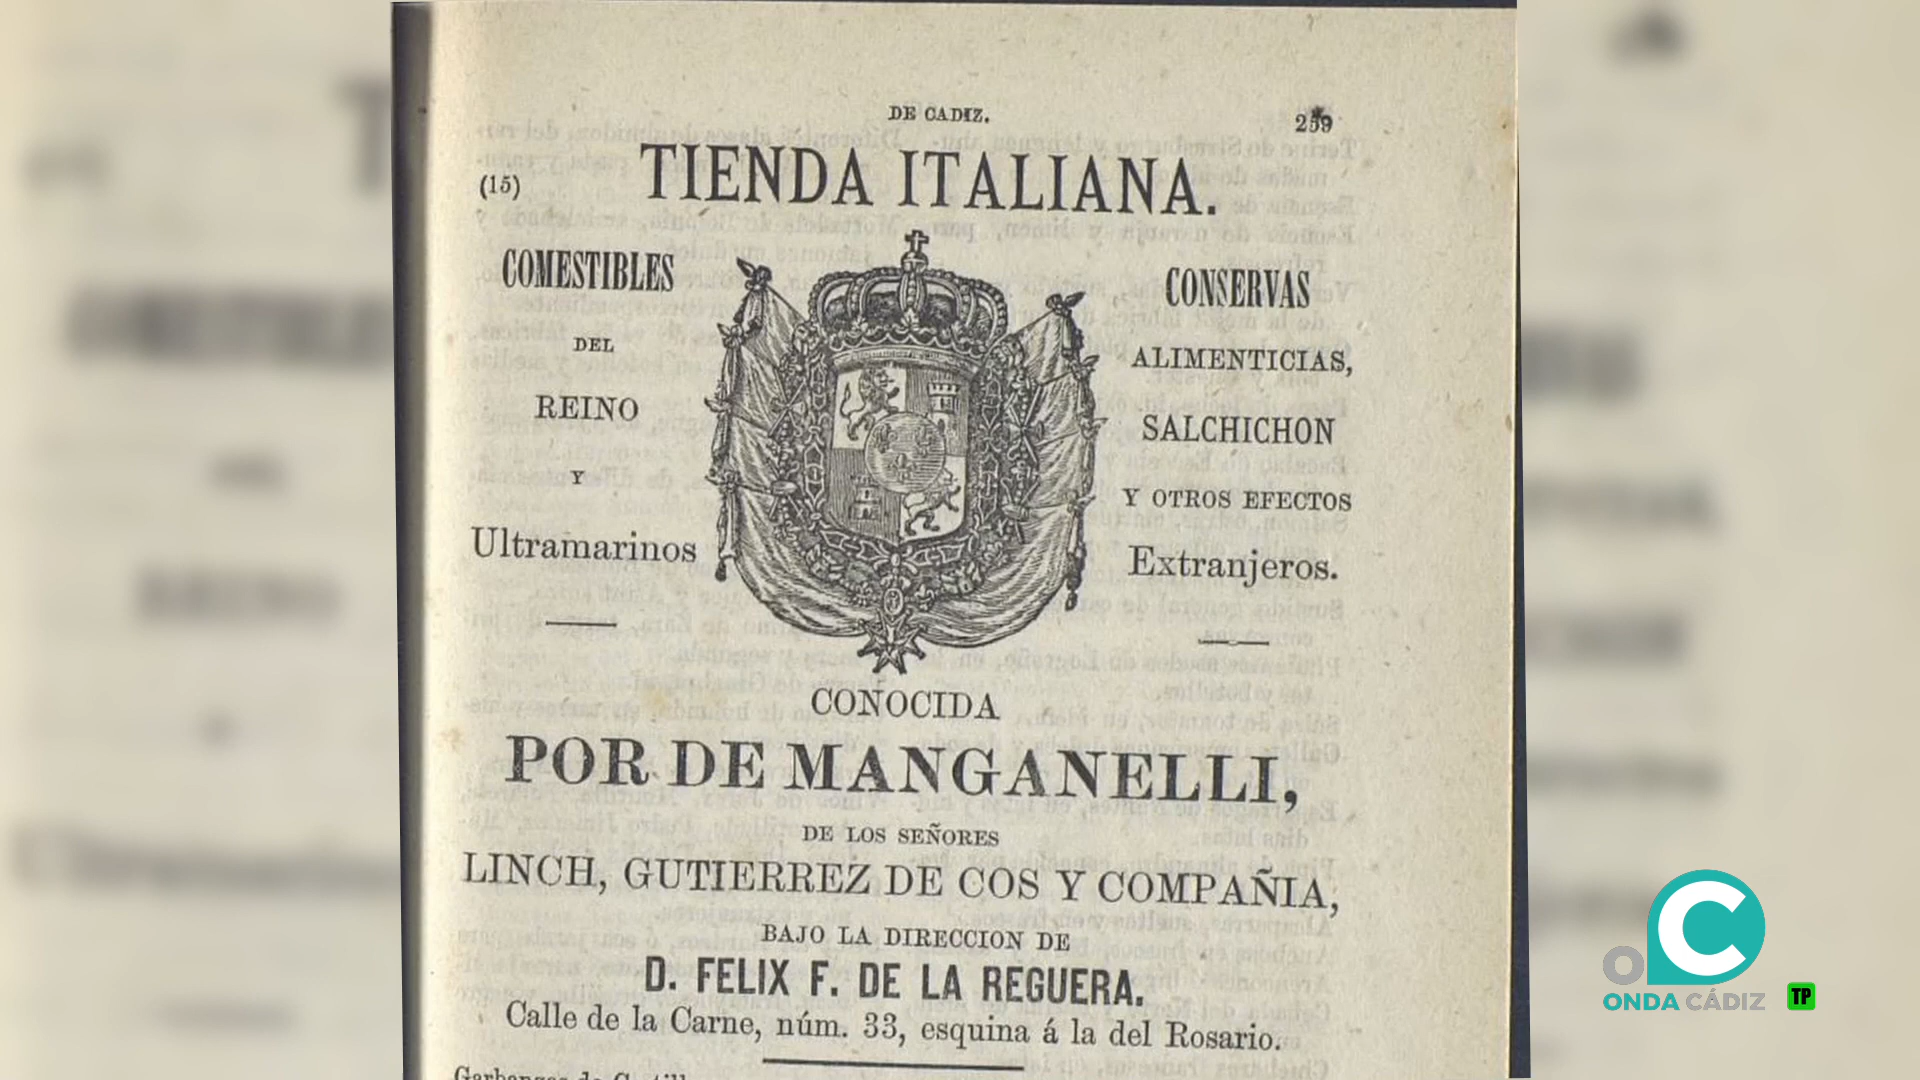 DE CADIZ.
259
(15)
TIENDA ITALIANA.
COMESTIBLES
DEL
REINO
Y
Ultramarinos
CONSERVAS
ALIMENTICIAS,
SALCHICHON
Y OTROS EFECTOS
Extranjeros.
CONOCIDA
POR DE MANGANELLI,
DE LOS SEÑORES
LINCH, GUTIERREZ DE COS Y COMPAÑIA,
BAJO LA DIRECCION DE
D. FELIX F. DE LA REGUERA.
Calle de la Carne, núm. 33, esquina á la del Rosario.
O
C
ONDA CÁDIZ
TP